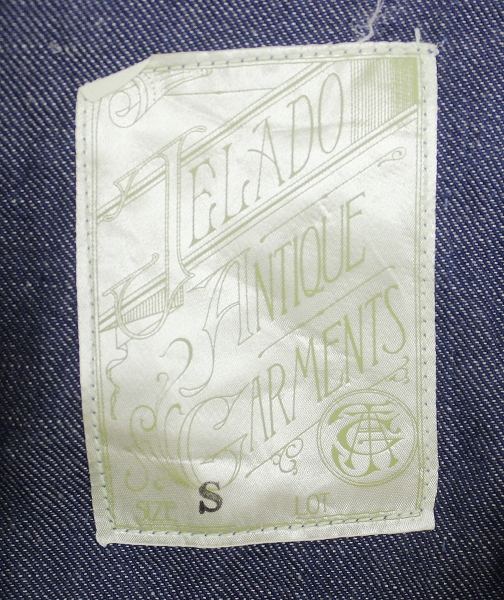 JELADO
ANTIQUE
GARMENTS
SIZE S LOT